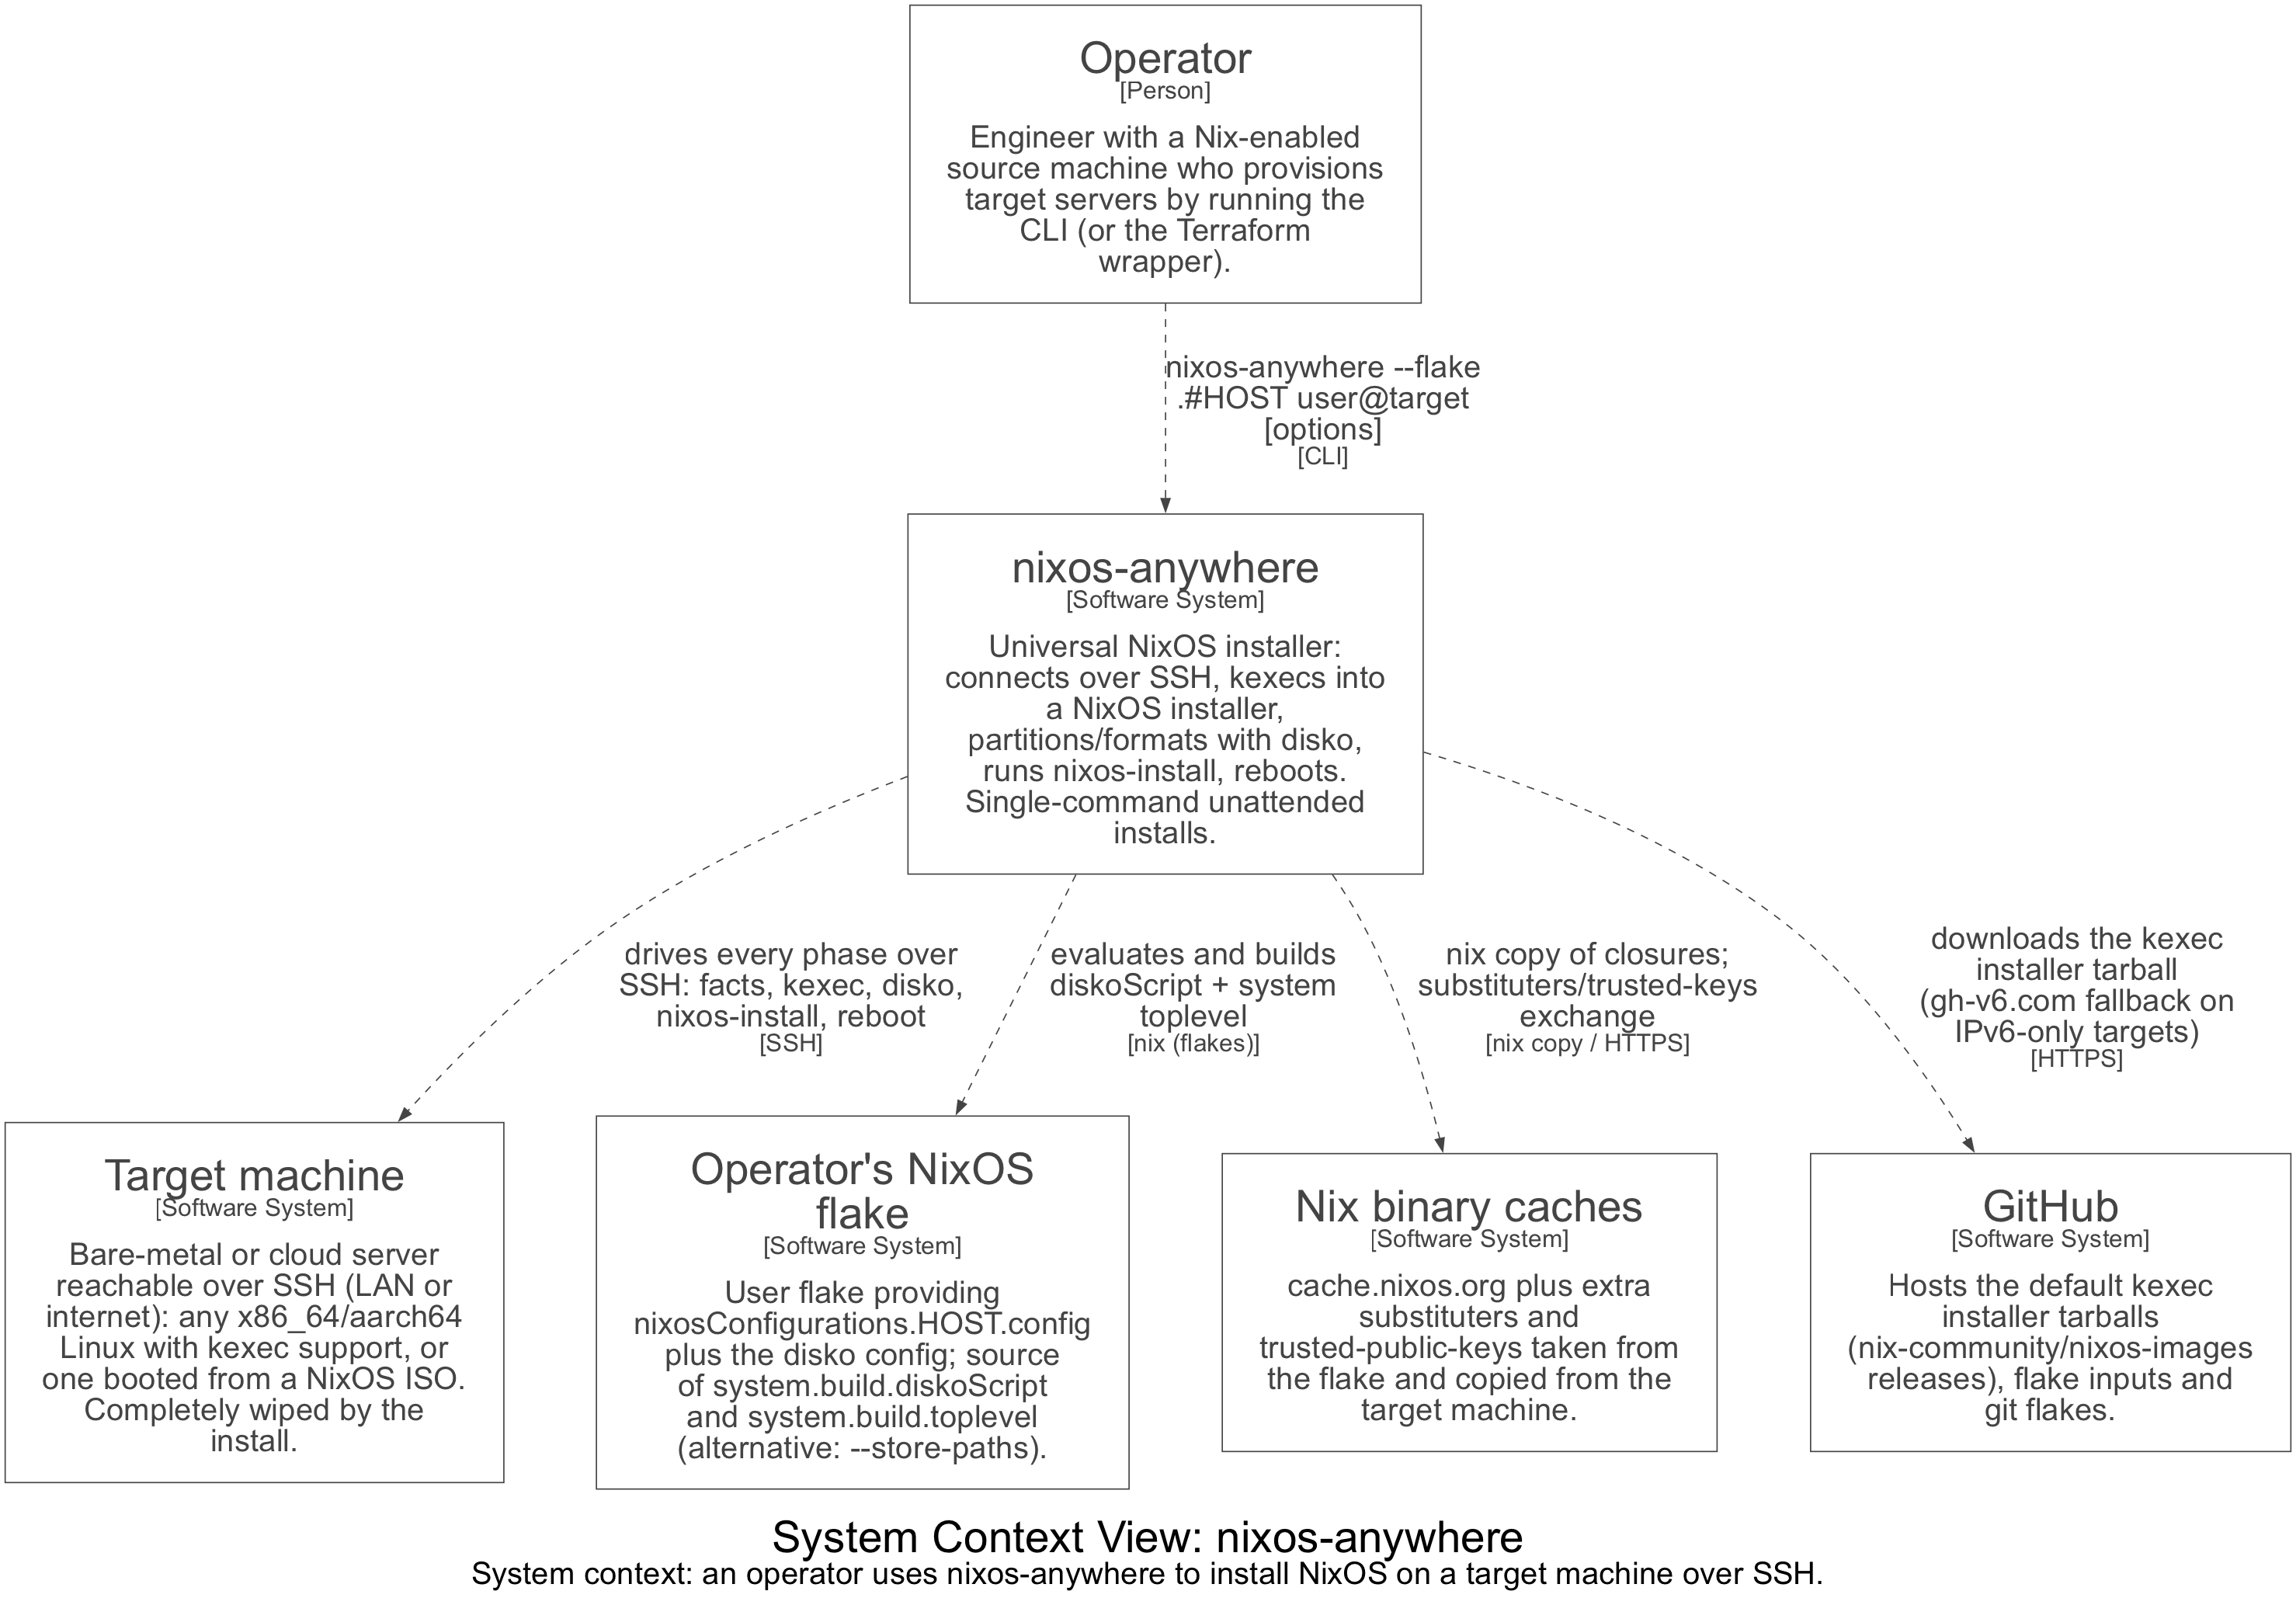 Operator
[Person]
Engineer with a Nix-enabled
source machine who provisions
target servers by running the
CLI (or the Terraform
wrapper).
nixos-anywhere --flake
.#HOST user@target
[options]
[CLI]
nixos-anywhere
[Software System]
Universal NixOS installer:
connects over SSH, kexecs into
a NixOS installer,
partitions/formats with disko,
runs nixos-install, reboots.
Single-command unattended
installs.
drives every phase over
SSH: facts, kexec, disko,
nixos-install, reboot
[SSH]
evaluates and builds
diskoScript + system
toplevel
[nix (flakes)]
nix copy of closures;
substituters/trusted-keys
exchange
[nix copy / HTTPS]
downloads the kexec
installer tarball
(gh-v6.com fallback on
IPv6-only targets)
[HTTPS]
Target machine
[Software System]
Bare-metal or cloud server
reachable over SSH (LAN or
internet): any x86_64/aarch64
Linux with kexec support, or
one booted from a NixOS ISO.
Completely wiped by the
install.
Operator's NixOS
flake
[Software System]
User flake providing
nixosConfigurations.HOST.config
plus the disko config; source
of system.build.diskoScript
and system.build.toplevel
(alternative: --store-paths).
Nix binary caches
[Software System]
cache.nixos.org plus extra
substituters and
trusted-public-keys taken from
the flake and copied from the
target machine.
GitHub
[Software System]
Hosts the default kexec
installer tarballs
(nix-community/nixos-images
releases), flake inputs and
git flakes.
System Context View: nixos-anywhere
System context: an operator uses nixos-anywhere to install NixOS on a target machine over SSH.